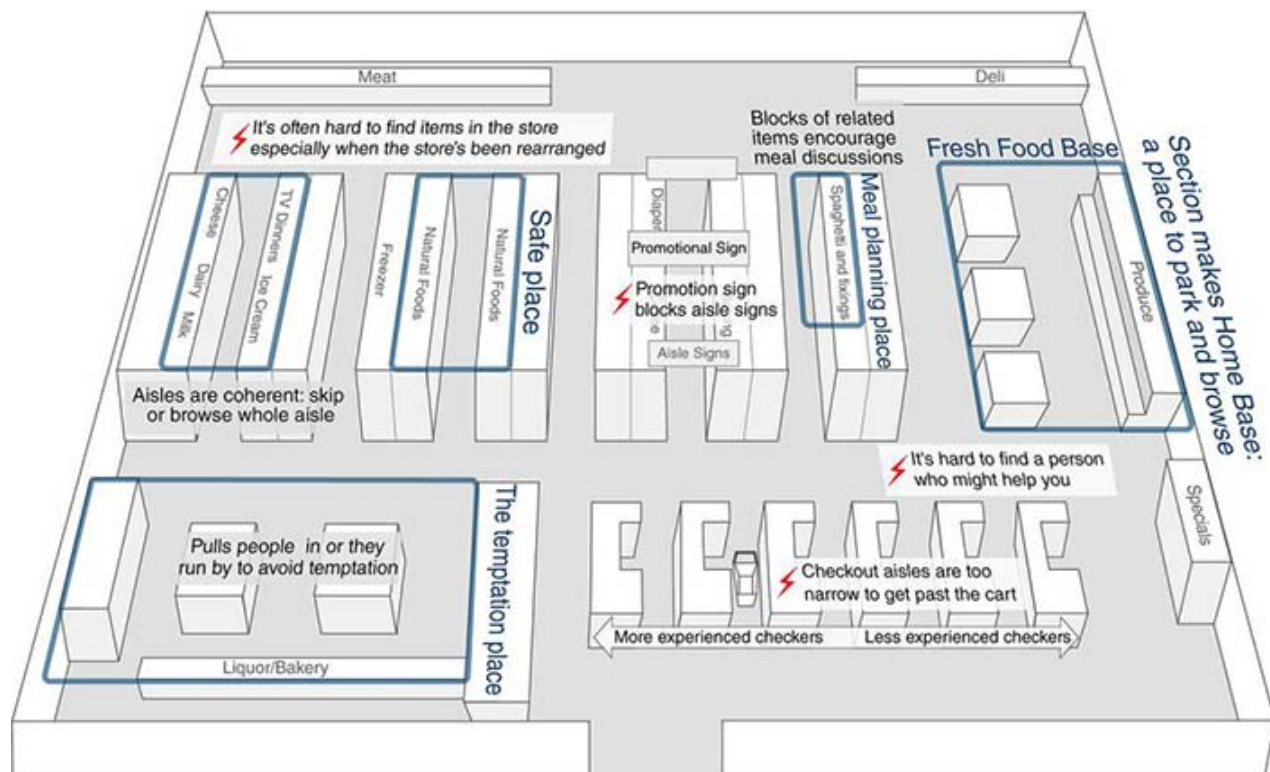 Meat
Deli
It's often hard to find items in the store
especially when the store's been rearranged
Blocks of related
items encourage
meal discussions
Fresh Food Base
Section makes Home Base:
a place to park and browse
Cheese Dairy Milk
TV Dinners Ice Cream
Freezer
Natural Foods
Natural Foods
Safe place
Diaper
Promotional Sign
Promotion sign
blocks aisle signs
Aisle Signs
Spaghetti and fixings
Meal planning place
Produce
Aisles are coherent: skip
or browse whole aisle
It's hard to find a person
who might help you
Specials
Pulls people in or they
run by to avoid temptation
The temptation place
Liquor/Bakery
Checkout aisles are too
narrow to get past the cart
More experienced checkers
Less experienced checkers